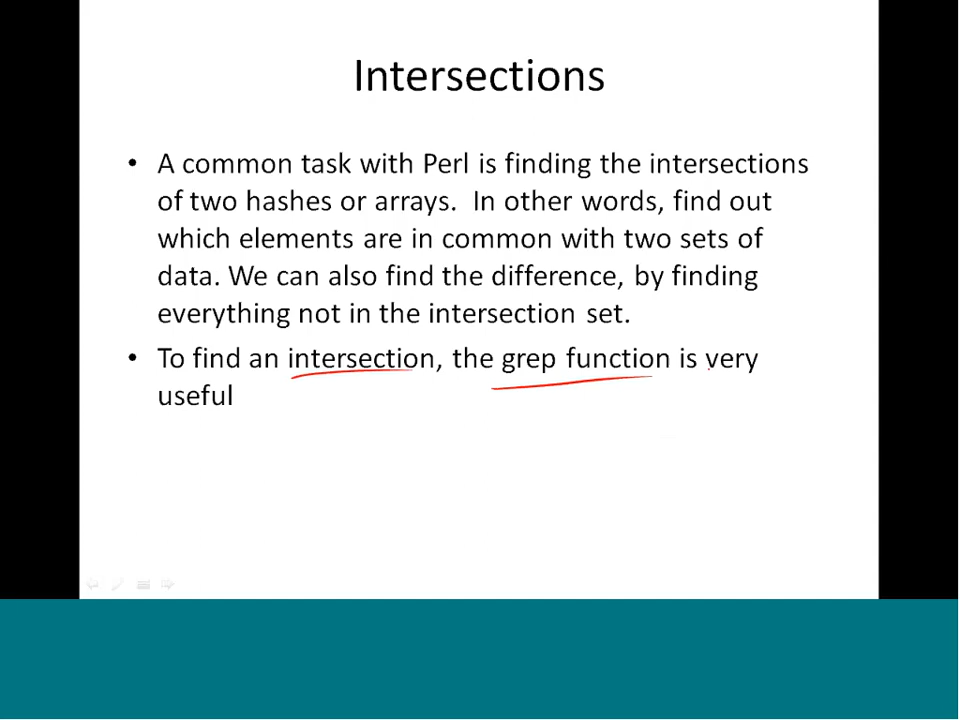 Intersections
• A common task with Perl is finding the intersections
of two hashes or arrays.  In other words, find out
which elements are in common with two sets of
data. We can also find the difference, by finding
everything not in the intersection set.
• To find an intersection, the grep function is very
useful